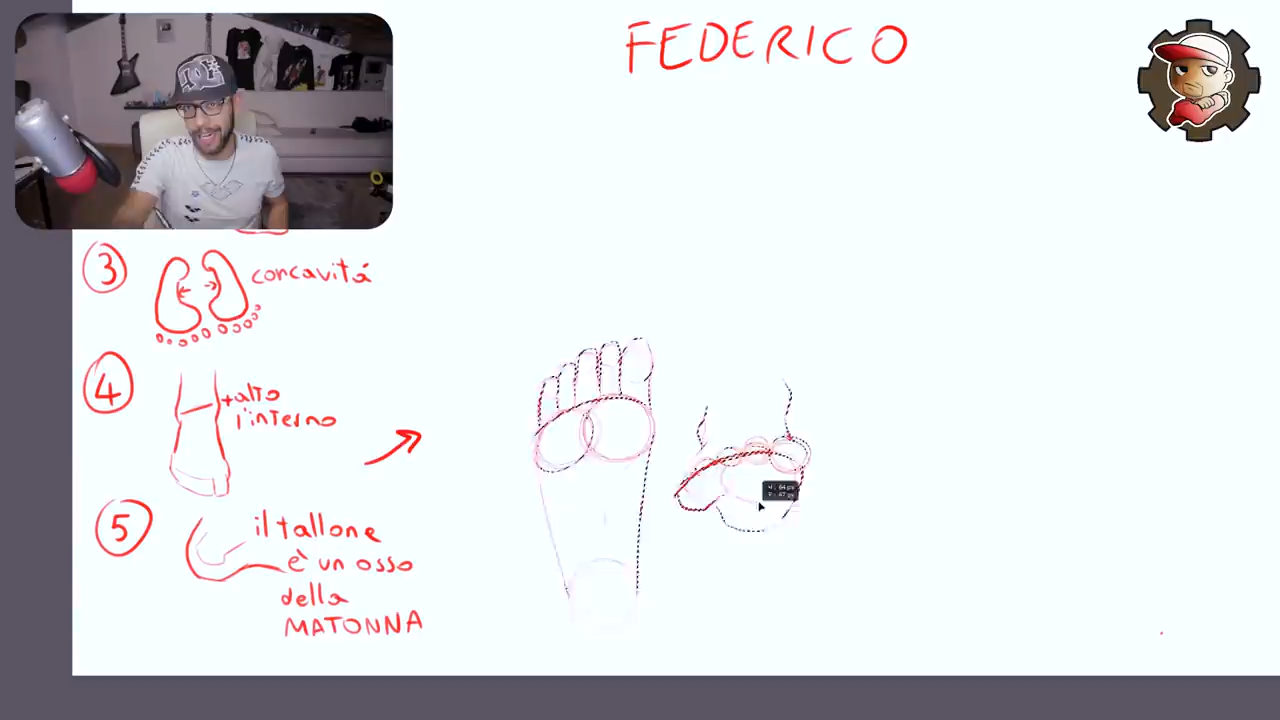 FEDERICO
3
concavitá
4
+alto
l'interno
5
il tallone
è un osso
della
MATONNA